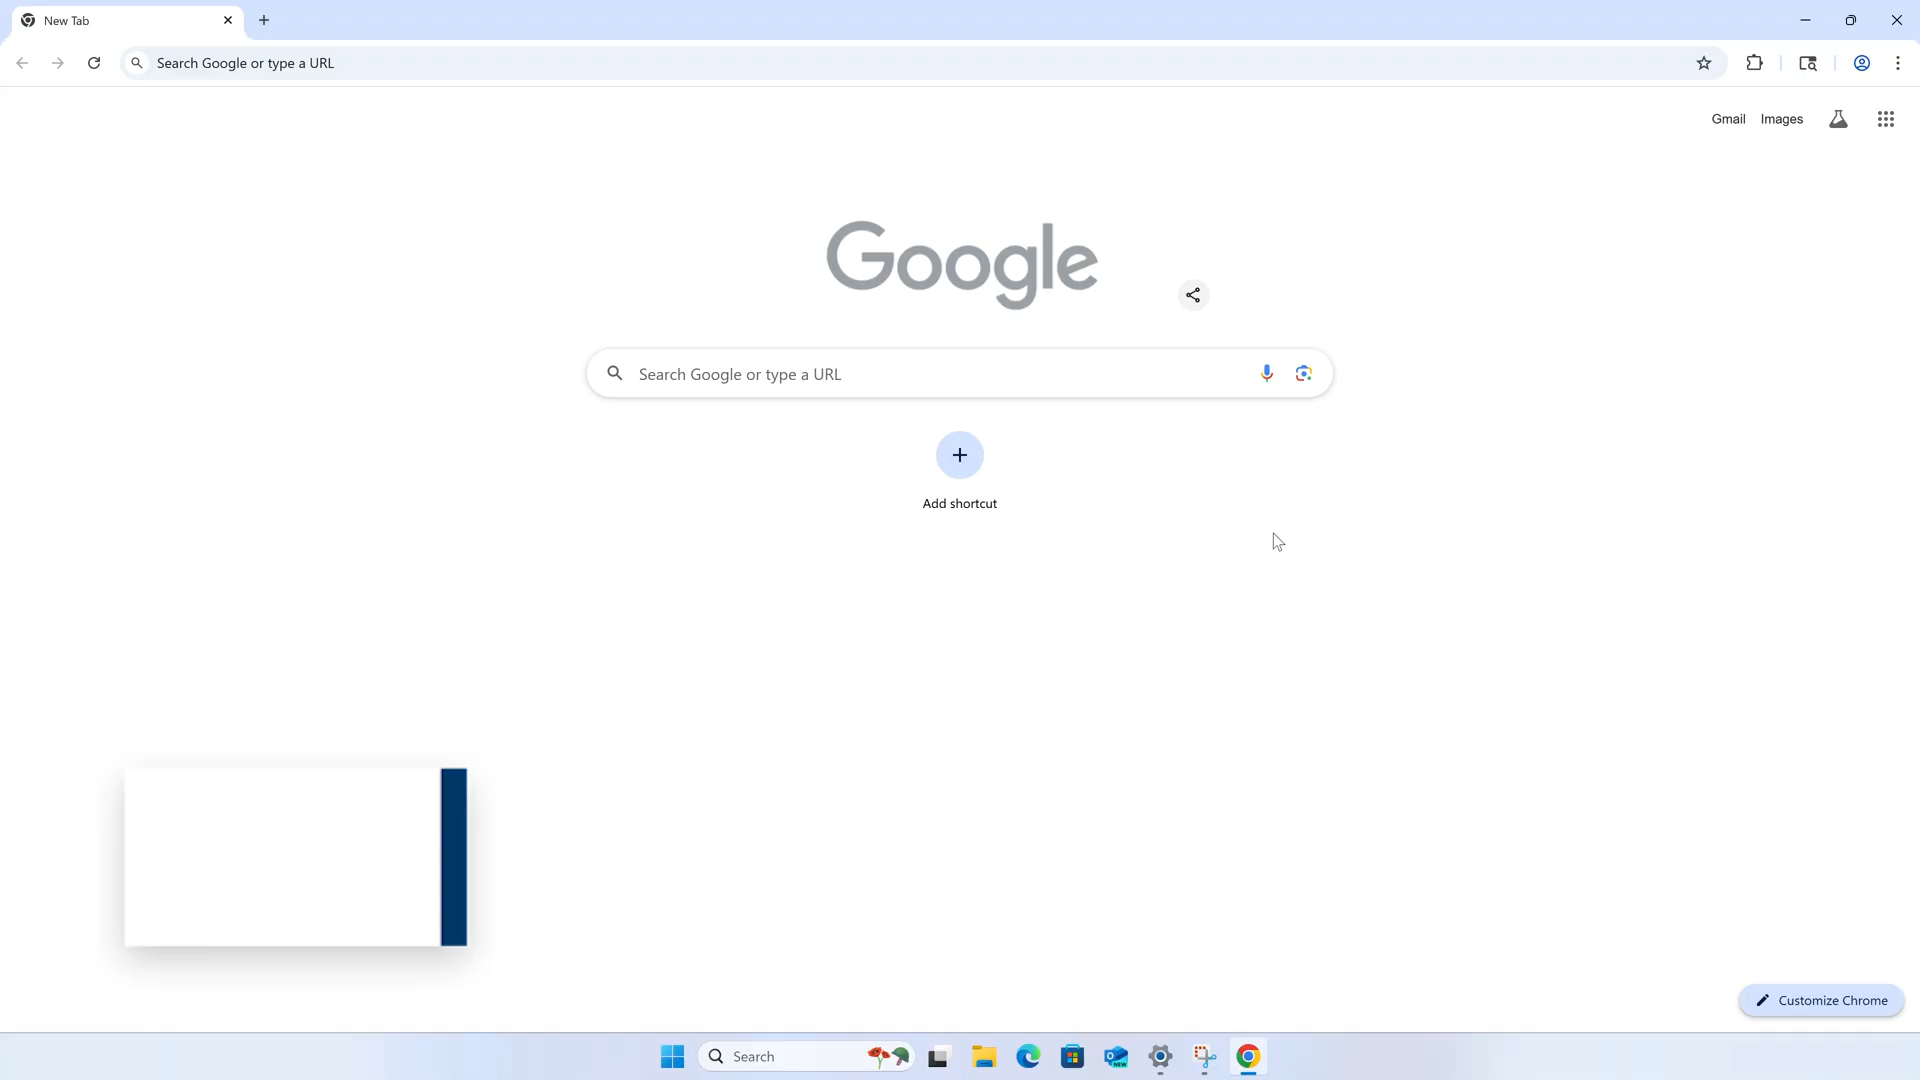 New Tab
Search Google or type a URL
Gmail Images
Google
Search Google or type a URL
Add shortcut
Customize Chrome
Search
NEW